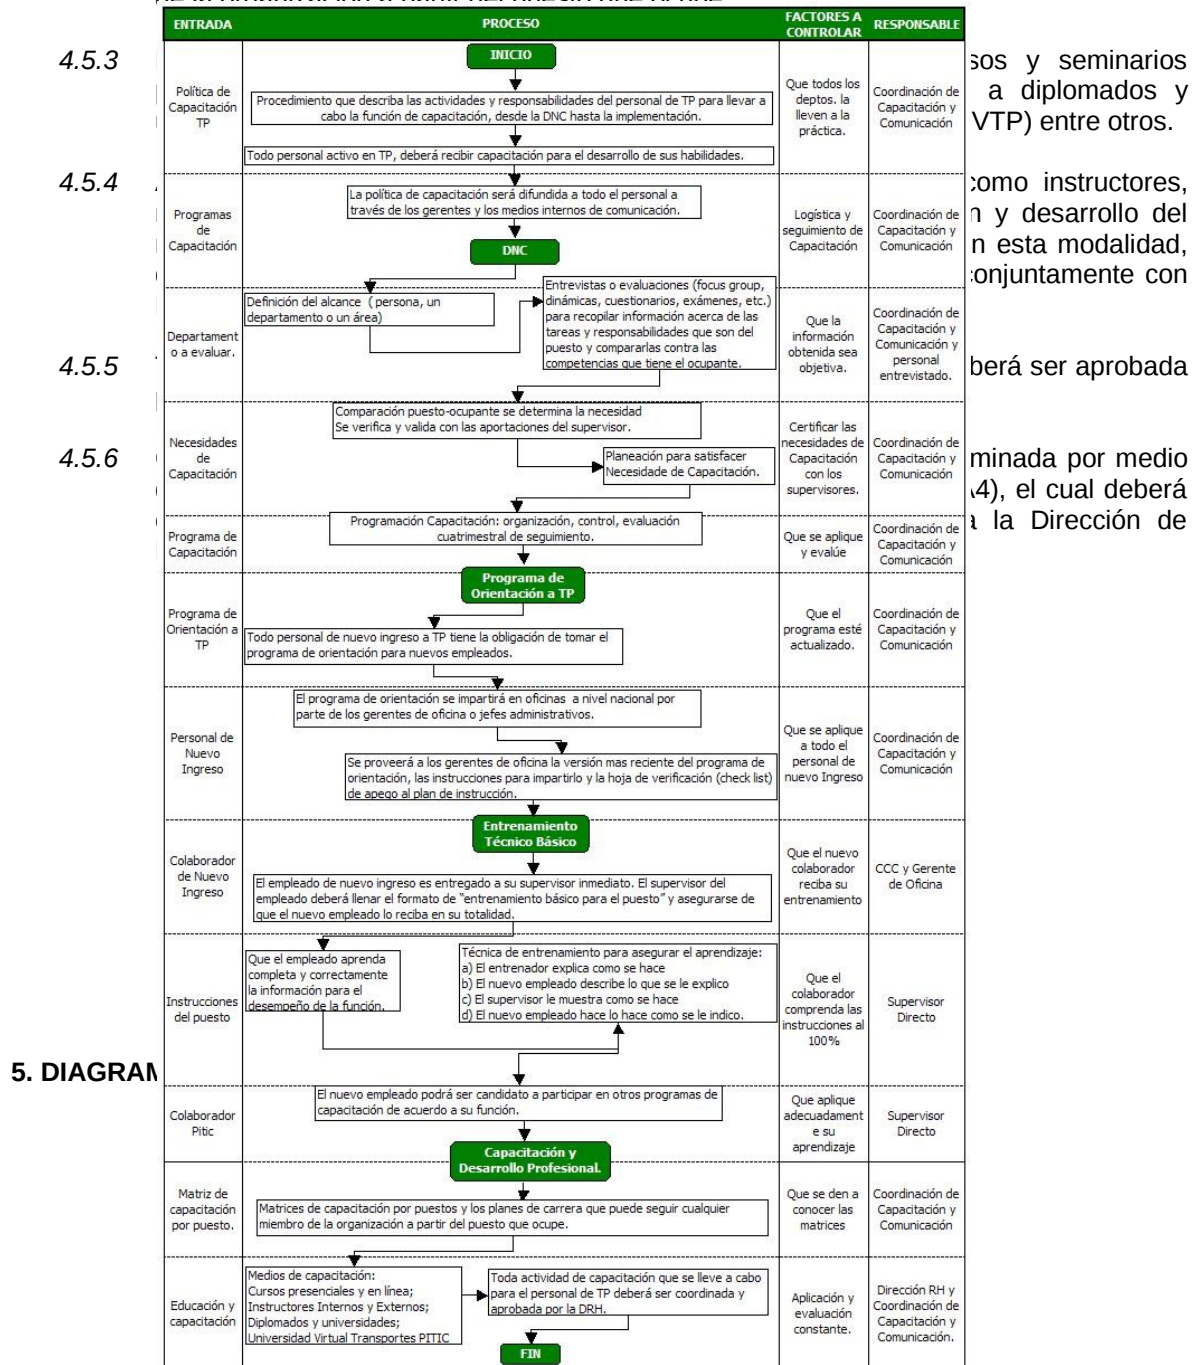 ENTRADA
PROCESO
FACTORES A
CONTROLAR
RESPONSABLE
4.5.3
sos y seminarios
a diplomados y
VTP) entre otros.
INICIO
Política de
Capacitación
TP
Procedimiento que describa las actividades y responsabilidades del personal de TP para llevar a
cabo la función de capacitación, desde la DNC hasta la implementación.
Todo personal activo en TP, deberá recibir capacitación para el desarrollo de sus habilidades.
Que todos los
deptos. la
lleven a la
práctica.
Coordinación de
Capacitación y
Comunicación
4.5.4
como instructores,
n y desarrollo del
n esta modalidad,
conjuntamente con
Programas
de
Capacitación
La política de capacitación será difundida a todo el personal a
través de los gerentes y los medios internos de comunicación.
DNC
Logística y
seguimiento de
Capacitación
Coordinación de
Capacitación y
Comunicación
Departament
o a evaluar.
Definición del alcance ( persona, un
departamento o un área)
Entrevistas o evaluaciones (focus group,
dinámicas, cuestionarios, exámenes, etc.)
para recopilar información acerca de las
tareas y responsabilidades que son del
puesto y compararlas contra las
competencias que tiene el ocupante.
Que la
información
obtenida sea
objetiva.
Coordinación de
Capacitación y
Comunicación y
personal
entrevistado.
4.5.5
berá ser aprobada
Necesidades
de
Capacitación
Comparación puesto-ocupante se determina la necesidad
Se verifica y valida con las aportaciones del supervisor.
Planeación para satisfacer
Necesidade de Capacitación.
Certificar las
necesidades de
Capacitación
con los
supervisores.
Coordinación de
Capacitación y
Comunicación
4.5.6
minada por medio
A4), el cual deberá
a la Dirección de
Programa de
Capacitación
Programación Capacitación: organización, control, evaluación
cuatrimestral de seguimiento.
Que se aplique
y evalúe
Coordinación de
Capacitación y
Comunicación
Programa de
Orientación a TP
Programa de
Orientación a
TP
Todo personal de nuevo ingreso a TP tiene la obligación de tomar el
programa de orientación para nuevos empleados.
Que el
programa esté
actualizado.
Coordinación de
Capacitación y
Comunicación
Personal de
Nuevo
Ingreso
El programa de orientación se impartirá en oficinas a nivel nacional por
parte de los gerentes de oficina o jefes administrativos.
Se proveerá a los gerentes de oficina la versión mas reciente del programa de
orientación, las instrucciones para impartirlo y la hoja de verificación (check list)
de apego al plan de instrucción.
Que se aplique
a todo el
personal de
nuevo Ingreso
Coordinación de
Capacitación y
Comunicación
Entrenamiento
Técnico Básico
Colaborador
de Nuevo
Ingreso
El empleado de nuevo ingreso es entregado a su supervisor inmediato. El supervisor del
empleado deberá llenar el formato de "entrenamiento básico para el puesto" y asegurarse de
que el nuevo empleado lo reciba en su totalidad.
Que el nuevo
colaborador
reciba su
entrenamiento
CCC y Gerente
de Oficina
Instrucciones
del puesto
Que el empleado aprenda
completa y correctamente
la información para el
desempeño de la función.
Técnica de entrenamiento para asegurar el aprendizaje:
a) El entrenador explica como se hace
b) El nuevo empleado describe lo que se le explico
c) El supervisor le muestra como se hace
d) El nuevo empleado hace lo hace como se le indico.
Que el
colaborador
comprenda las
instrucciones al
100%
Supervisor
Directo
5. DIAGRAM
Colaborador
Pitic
El nuevo empleado podrá ser candidato a participar en otros programas de
capacitación de acuerdo a su función.
Que aplique
adecuadament
e su
aprendizaje
Supervisor
Directo
Capacitación y
Desarrollo Profesional.
Matriz de
capacitación
por puesto.
Matrices de capacitación por puestos y los planes de carrera que puede seguir cualquier
miembro de la organización a partir del puesto que ocupe.
Que se den a
conocer las
matrices
Coordinación de
Capacitación y
Comunicación
Educación y
capacitación
Medios de capacitación:
Cursos presenciales y en línea;
Instructores Internos y Externos;
Diplomados y universidades;
Universidad Virtual Transportes PITIC
Toda actividad de capacitación que se lleve a cabo
para el personal de TP deberá ser coordinada y
aprobada por la DRH.
Aplicación y
evaluación
constante.
Dirección RH y
Coordinación de
Capacitación y
Comunicación.
FIN